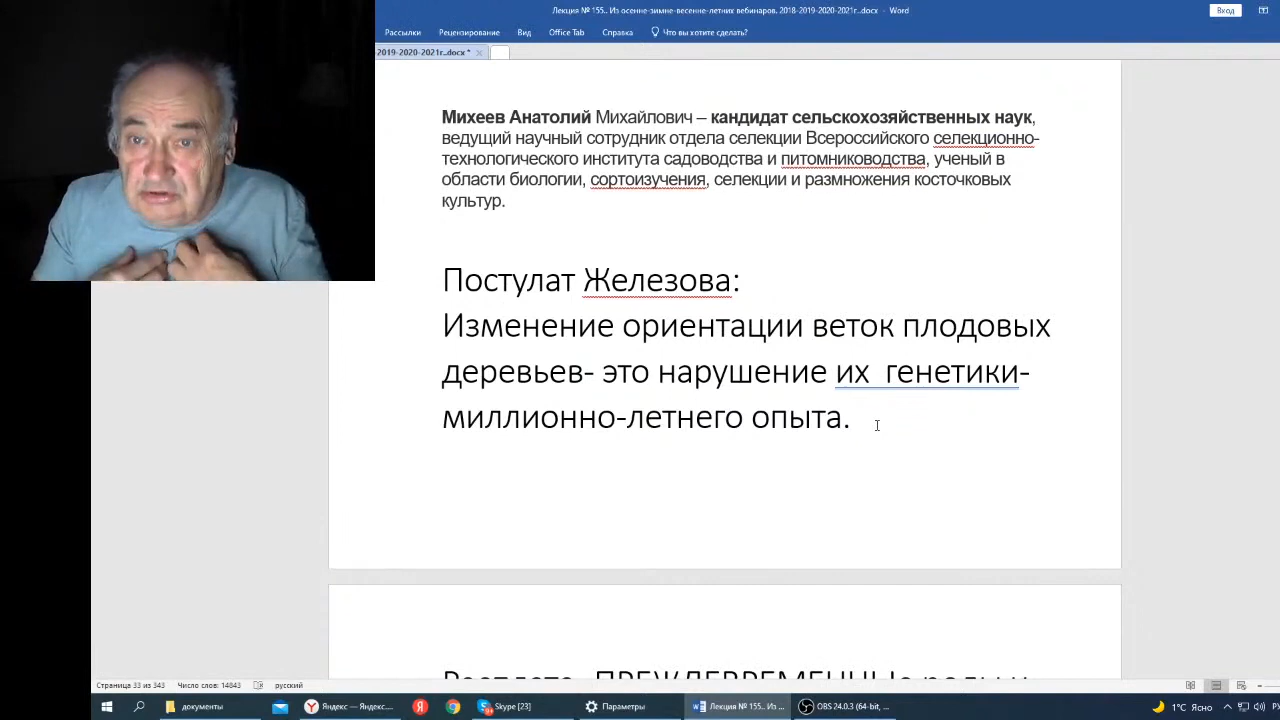 Лекция № 155.. Из осенне-зимне-весенне-летних вебинаров. 2018-2019-2020-2021г...docx - Word
Вход
Рассылки Рецензирование Вид Office Tab Справка Что вы хотите сделать?
2019-2020-2021г...docx *
Михеев Анатолий Михайлович – кандидат сельскохозяйственных наук,
ведущий научный сотрудник отдела селекции Всероссийского селекционно-
технологического института садоводства и питомниководства, ученый в
области биологии, сортоизучения, селекции и размножения косточковых
культур.
Постулат Железова:
Изменение ориентации веток плодовых
деревьев- это нарушение их генетики-
миллионно-летнего опыта.
Страница 33 из 343 Число слов: 14843 русский
документы Яндекс — Яндекс.... Skype [23] Параметры Лекция № 155.. Из ... OBS 24.0.3 (64-bit, ... 1°C Ясно